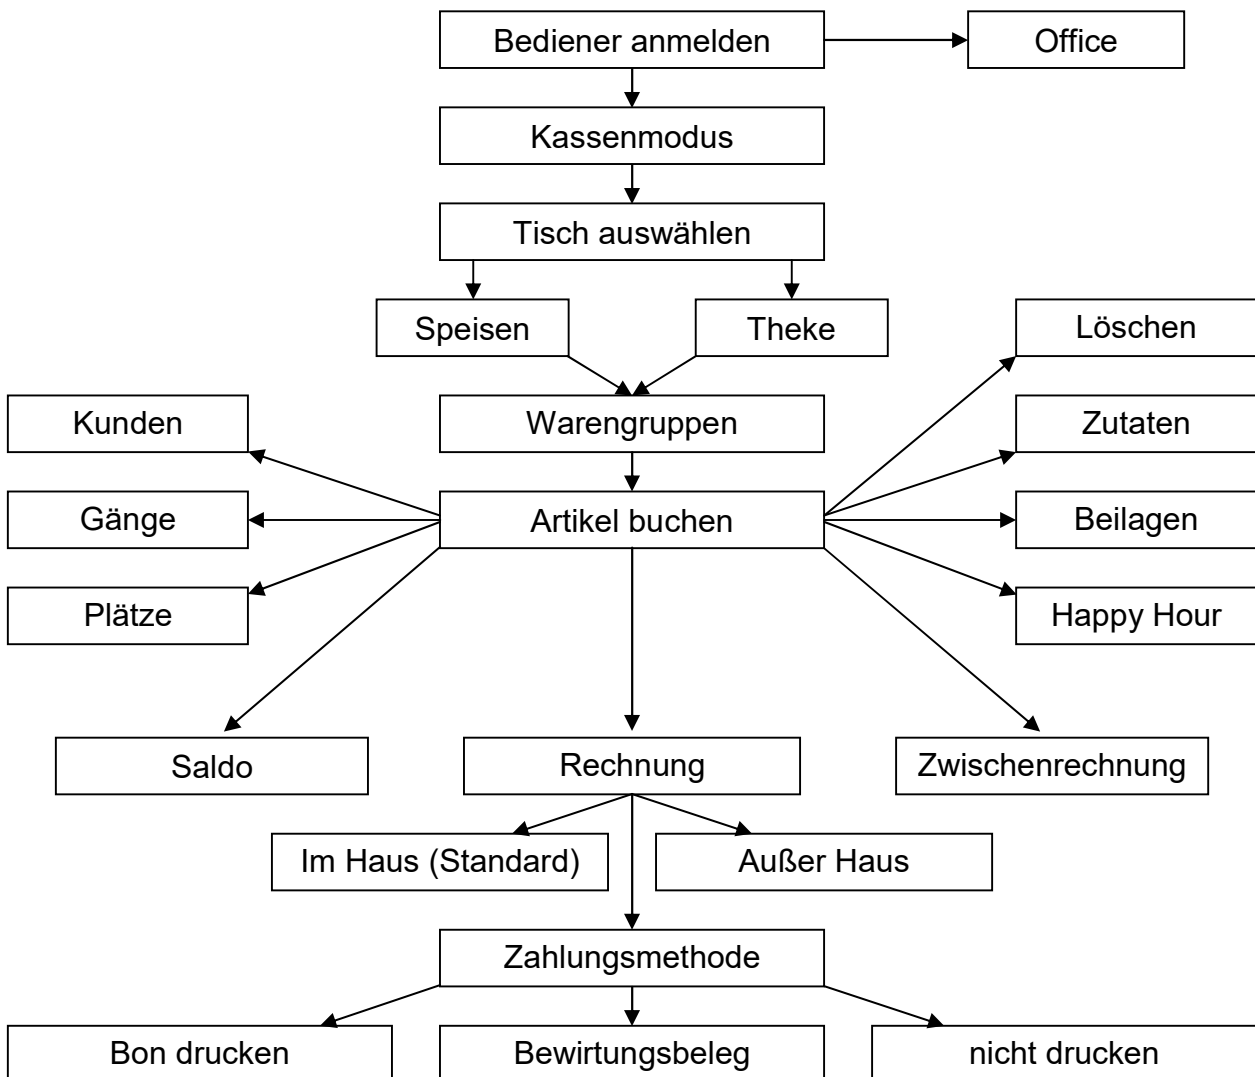 Bediener anmelden
Office
Kassenmodus
Tisch auswählen
Speisen
Theke
Löschen
Kunden
Warengruppen
Zutaten
Gänge
Artikel buchen
Beilagen
Plätze
Happy Hour
Saldo
Rechnung
Zwischenrechnung
Im Haus (Standard)
Außer Haus
Zahlungsmethode
Bon drucken
Bewirtungsbeleg
nicht drucken